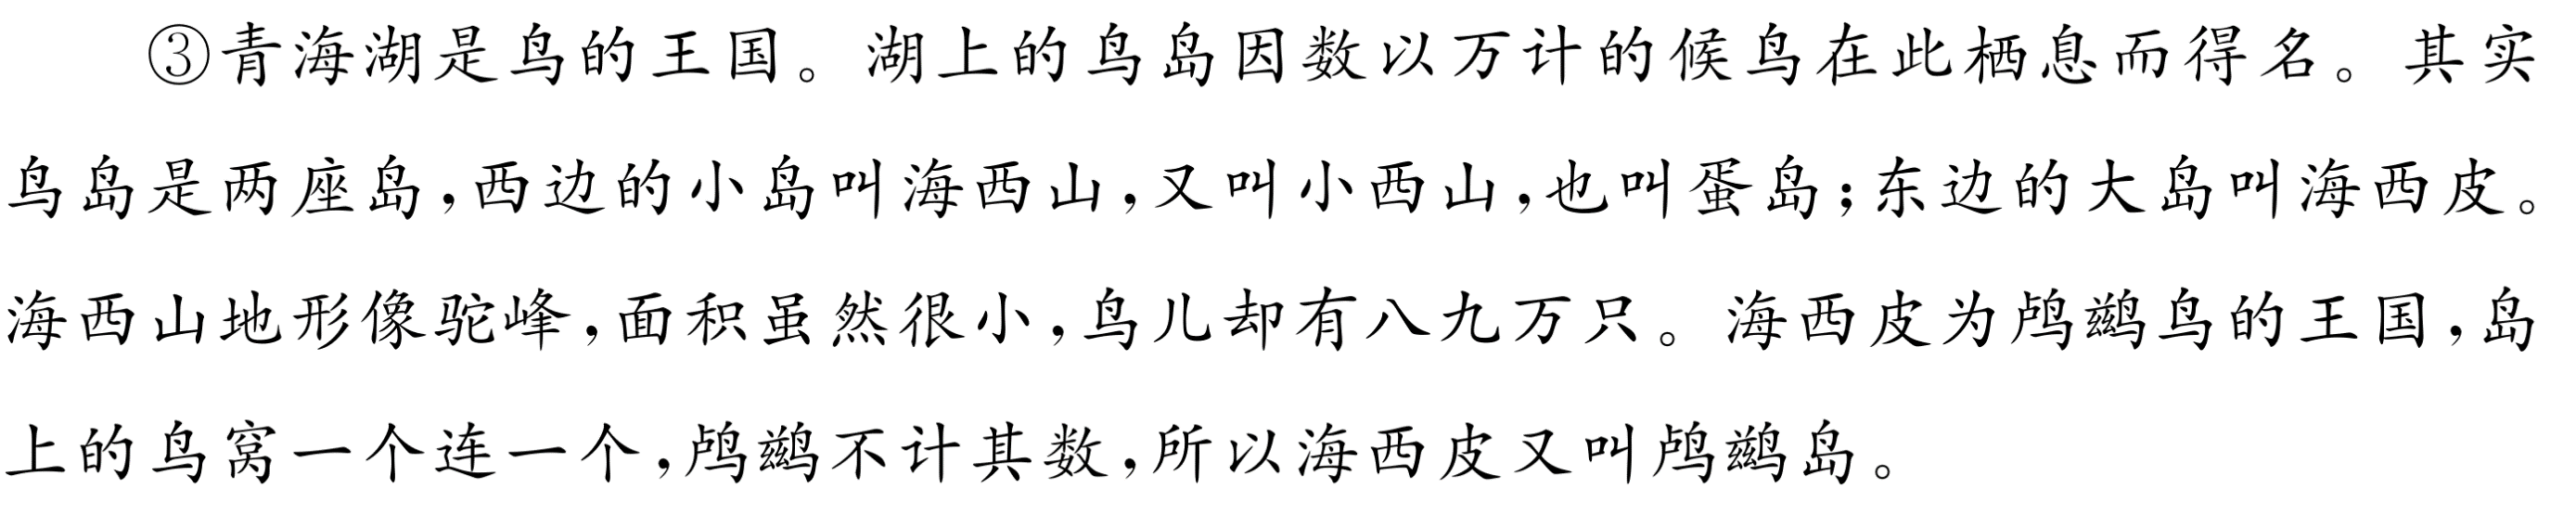 ③青海湖是鸟的王国。湖上的鸟岛因数以万计的候鸟在此栖息而得名。其实
鸟岛是两座岛,西边的小岛叫海西山,又叫小西山,也叫蛋岛;东边的大岛叫海西皮。
海西山地形像驼峰,面积虽然很小,鸟儿却有八九万只。海西皮为鸬鹚鸟的王国,岛
上的鸟窝一个连一个,鸬鹚不计其数,所以海西皮又叫鸬鹚岛。